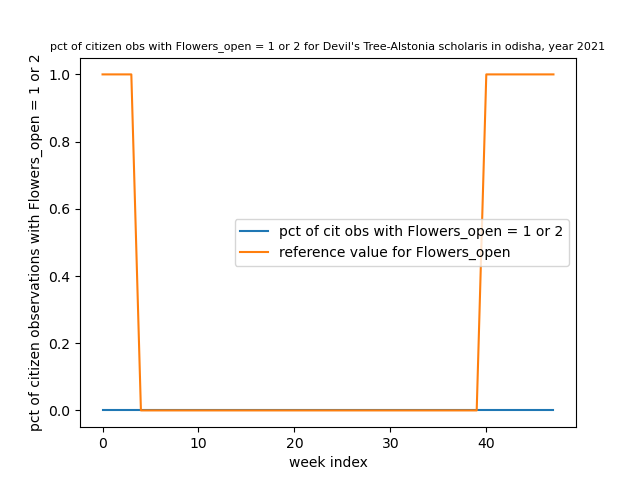 pct of citizen obs with Flowers_open = 1 or 2 for Devil's Tree-Alstonia scholaris in odisha, year 2021
pct of citizen observations with Flowers_open = 1 or 2
1.0
0.8
0.6
0.4
0.2
0.0
pct of cit obs with Flowers_open = 1 or 2
reference value for Flowers_open
0 10 20 30 40
week index